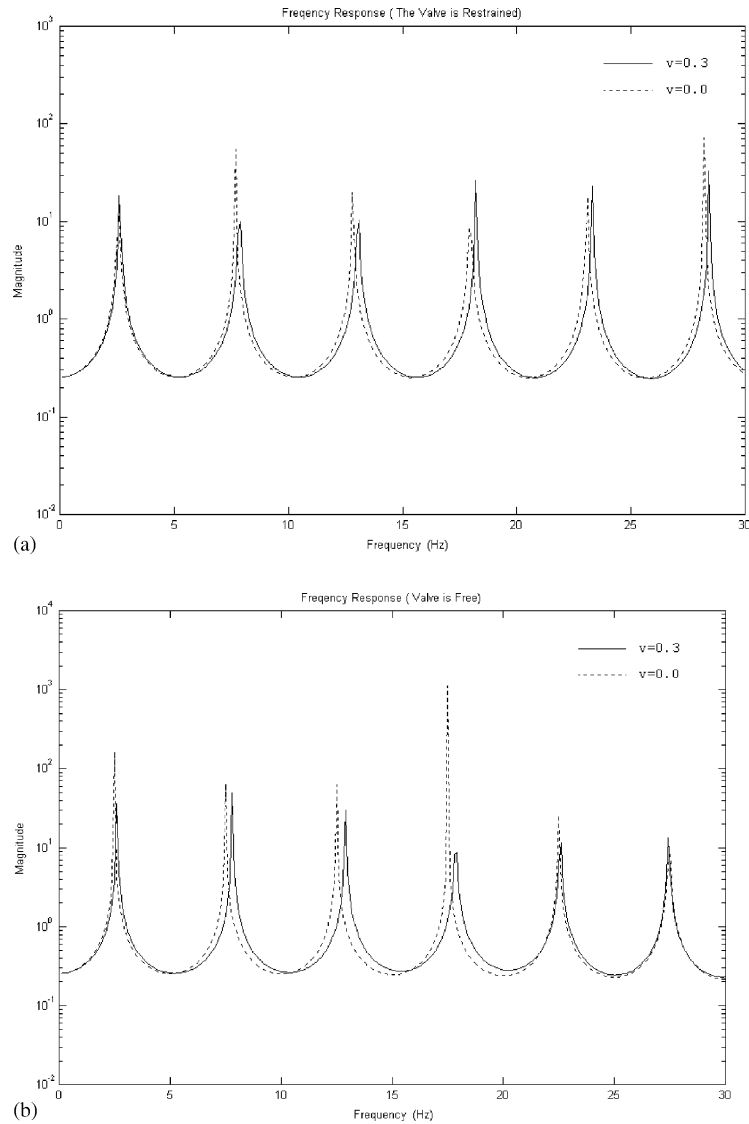 Freqency Response ( The Valve is Restrained)
10^3
v=0.3
v=0.0
10^2
10^1
Magnitude
10^0
10^-1
10^-2
0 5 10 15 20 25 30
(a)
Frequency (Hz)
Freqency Response ( Valve is Free)
10^4
v=0.3
v=0.0
10^3
10^2
Magnitude
10^1
10^0
10^-1
10^-2
0 5 10 15 20 25 30
(b)
Frequency (Hz)